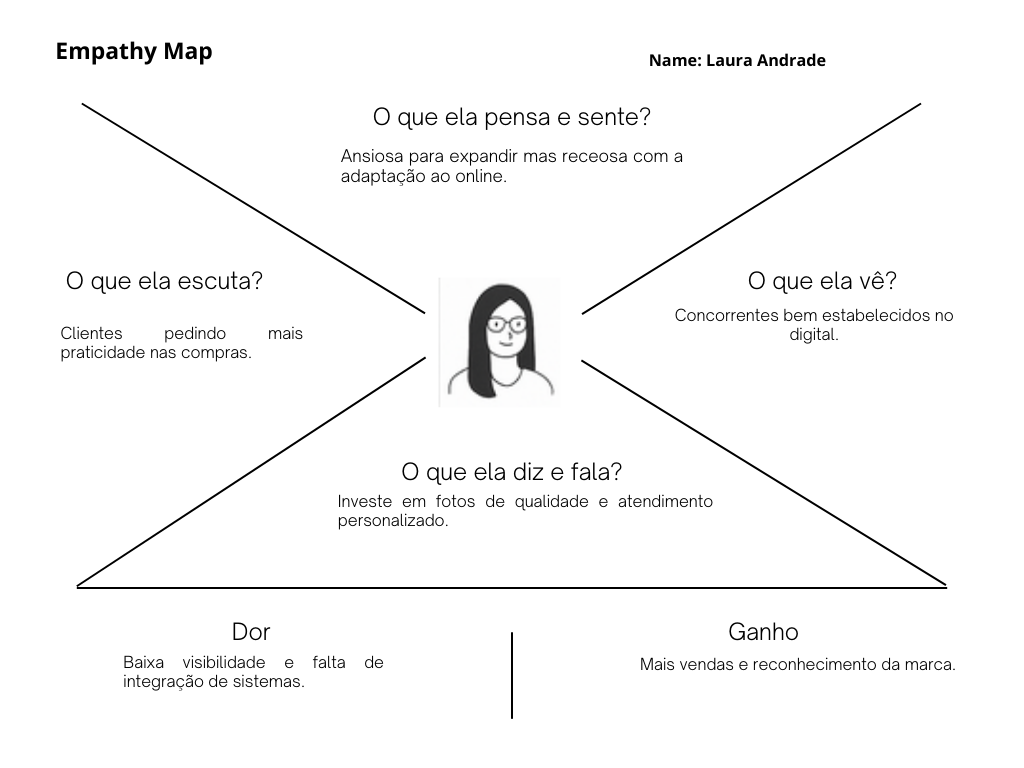 Empathy Map
Name: Laura Andrade
O que ela pensa e sente?
Ansiosa para expandir mas receosa com a
adaptação ao online.
O que ela escuta?
Clientes pedindo mais
praticidade nas compras.
O que ela vê?
Concorrentes bem estabelecidos no
digital.
O que ela diz e fala?
Investe em fotos de qualidade e atendimento
personalizado.
Dor
Baixa visibilidade e falta de
integração de sistemas.
Ganho
Mais vendas e reconhecimento da marca.